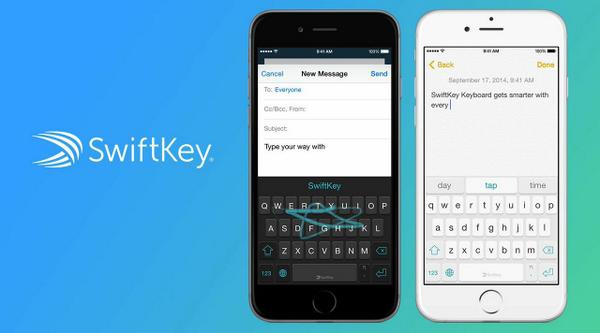 SwiftKey
9:41 AM
100%
Cancel New Message Send
To: Everyone
Cc/Bcc, From:
Subject:
Type your way with
SwiftKey
Q W E R T Y U I O P
A S D F G H J K L
Z X C V B N M
123
SwiftKey
9:41 AM
100%
Back Done
September 17, 2014, 9:41 AM
SwiftKey Keyboard gets smarter with
every
day tap time
q w e r t y u i o p
a s d f g h j k l
z x c v b n m
123
SwiftKey